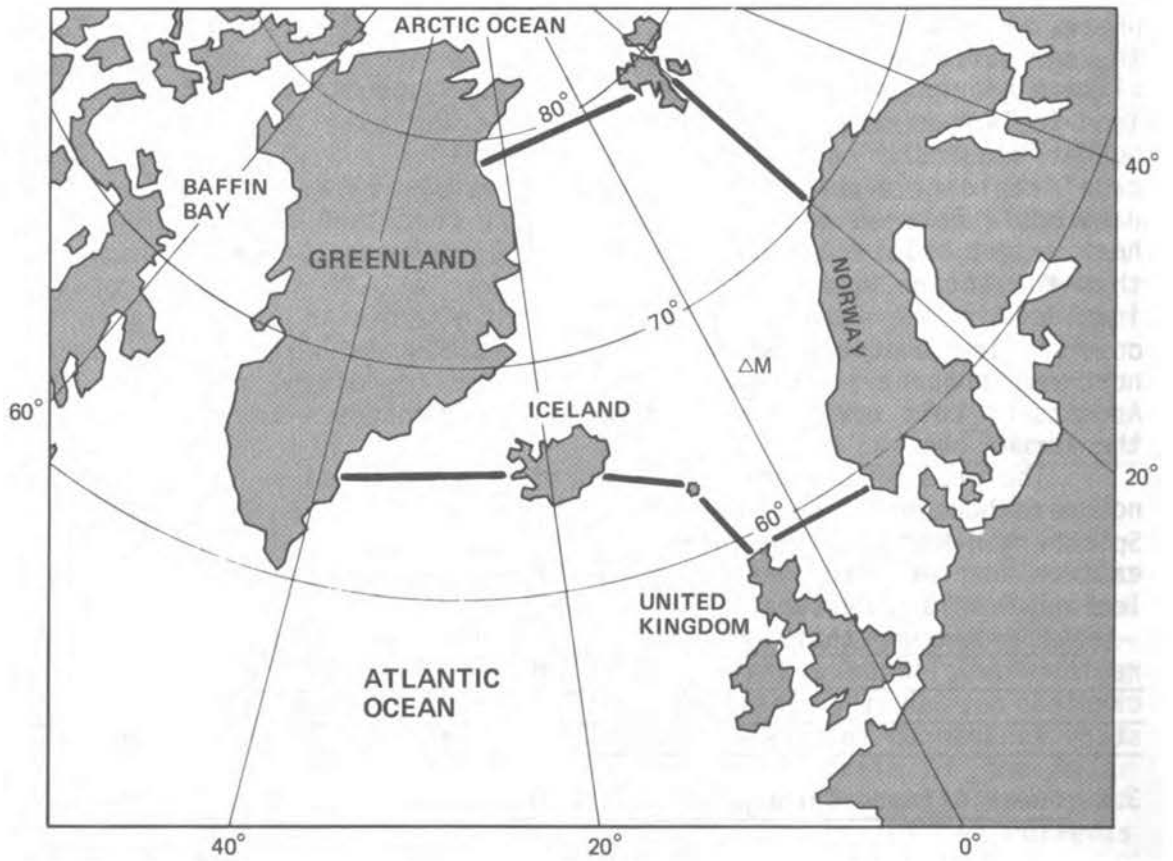 ARCTIC OCEAN
80°
40°
BAFFIN
BAY
GREENLAND
NORWAY
70°
△M
60°
ICELAND
20°
60°
UNITED
KINGDOM
ATLANTIC
OCEAN
40°
20°
0°